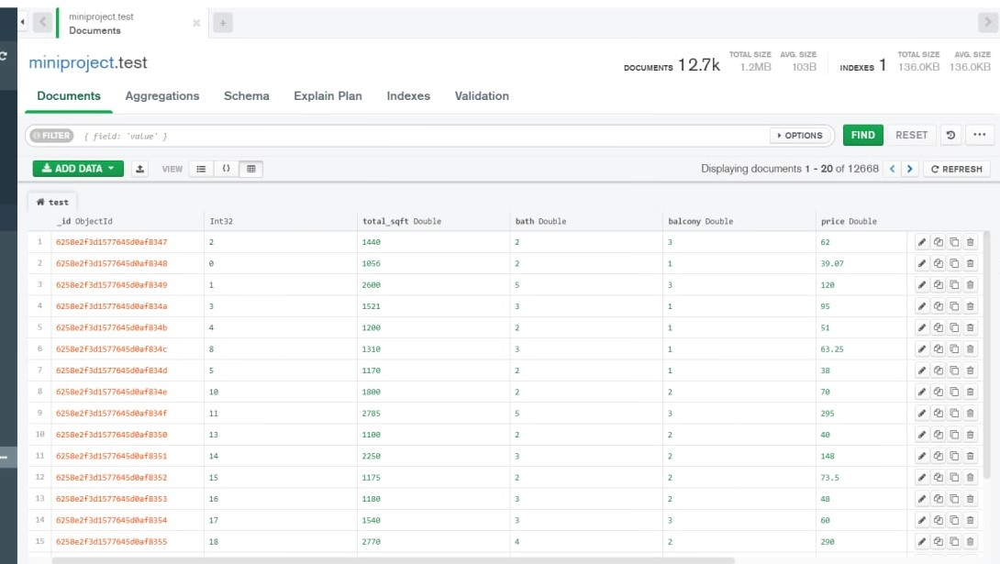 miniproject.test
Documents
miniproject.test
DOCUMENTS 12.7k TOTAL SIZE 1.2MB AVG. SIZE 103B INDEXES 1 TOTAL SIZE 136.0KB AVG. SIZE 136.0KB
Documents Aggregations Schema Explain Plan Indexes Validation
FILTER { field: 'value' } OPTIONS FIND RESET
ADD DATA VIEW {} Displaying documents 1 - 20 of 12668 REFRESH
test
_id ObjectId Int32 total_sqft Double bath Double balcony Double price Double
1 6258e2f3d1577645d0af8347 2 1440 2 3 62
2 6258e2f3d1577645d0af8348 0 1056 2 1 39.07
3 6258e2f3d1577645d0af8349 1 2600 5 3 120
4 6258e2f3d1577645d0af834a 3 1521 3 1 95
5 6258e2f3d1577645d0af834b 4 1200 2 1 51
6 6258e2f3d1577645d0af834c 8 1310 3 1 63.25
7 6258e2f3d1577645d0af834d 5 1170 2 1 38
8 6258e2f3d1577645d0af834e 10 1800 2 2 70
9 6258e2f3d1577645d0af834f 11 2785 5 3 295
10 6258e2f3d1577645d0af8350 13 1100 2 2 40
11 6258e2f3d1577645d0af8351 14 2250 3 2 148
12 6258e2f3d1577645d0af8352 15 1175 2 2 73.5
13 6258e2f3d1577645d0af8353 16 1180 3 2 48
14 6258e2f3d1577645d0af8354 17 1540 3 3 60
15 6258e2f3d1577645d0af8355 18 2770 4 2 290